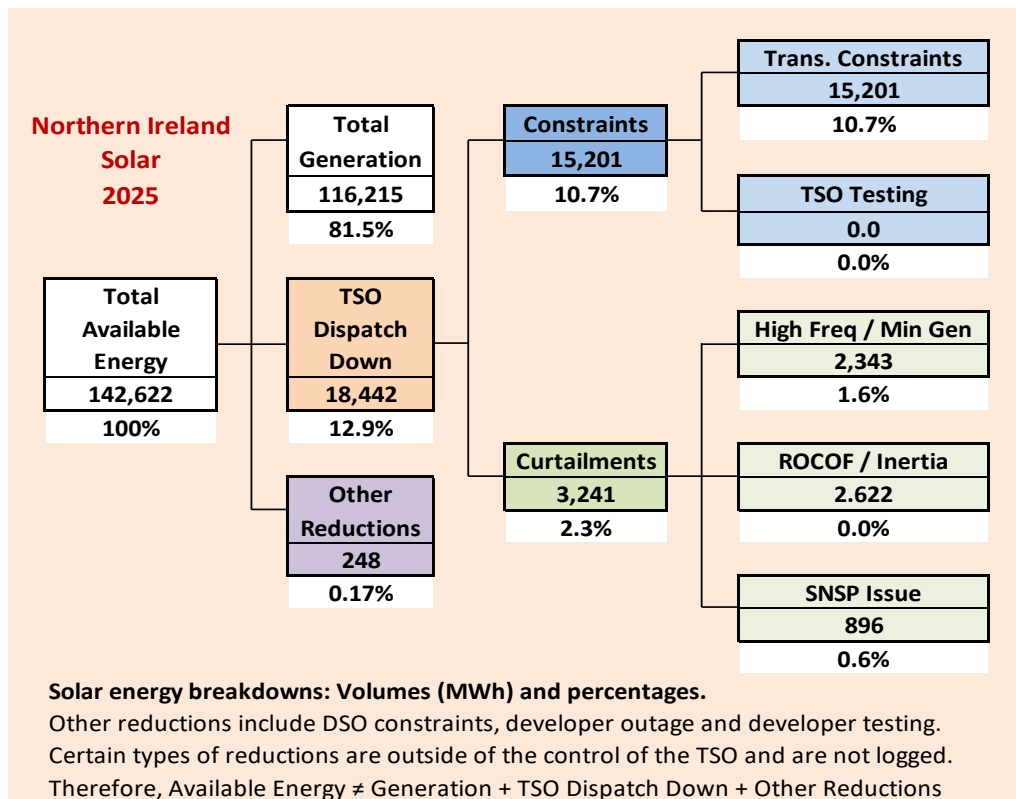 Northern Ireland
Solar
2025
Total
Available
Energy
142,622
100%
Total
Generation
116,215
81.5%
TSO
Dispatch
Down
18,442
12.9%
Other
Reductions
248
0.17%
Constraints
15,201
10.7%
Curtailments
3,241
2.3%
Trans. Constraints
15,201
10.7%
TSO Testing
0.0
0.0%
High Freq / Min Gen
2,343
1.6%
ROCOF / Inertia
2.622
0.0%
SNSP Issue
896
0.6%
Solar energy breakdowns: Volumes (MWh) and percentages.
Other reductions include DSO constraints, developer outage and developer testing.
Certain types of reductions are outside of the control of the TSO and are not logged.
Therefore, Available Energy ≠ Generation + TSO Dispatch Down + Other Reductions